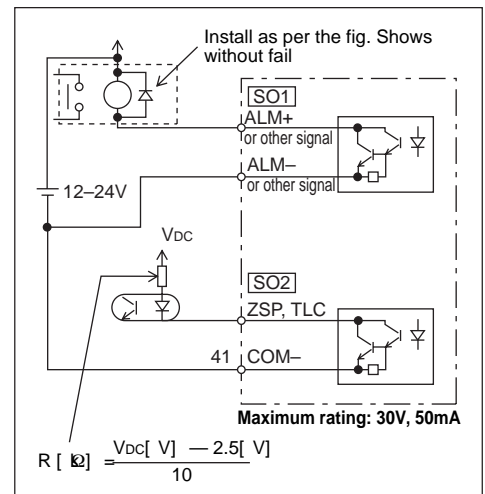 Install as per the fig. Shows
without fail
SO1
ALM+
or other signal
ALM–
or other signal
12–24V
VDC
SO2
ZSP, TLC
41 COM–
Maximum rating: 30V, 50mA
R [ kΩ] = VDC[ V] — 2.5[ V]
10